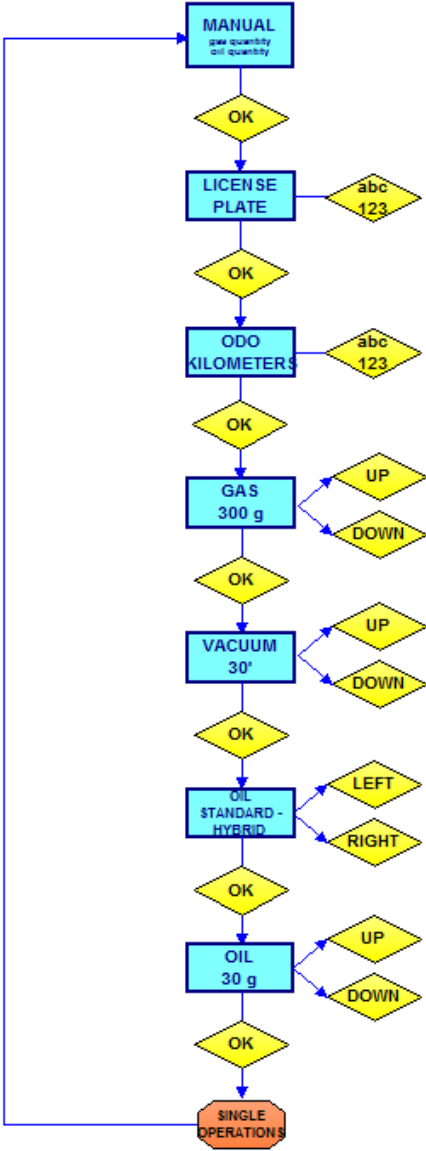 MANUAL
gas quantity
oil quantity
OK
LICENSE
PLATE
abc
123
OK
ODO
KILOMETERS
abc
123
OK
GAS
300 g
UP
DOWN
OK
VACUUM
30'
UP
DOWN
OK
OIL
STANDARD -
HYBRID
LEFT
RIGHT
OK
OIL
30 g
UP
DOWN
OK
SINGLE
OPERATIONS